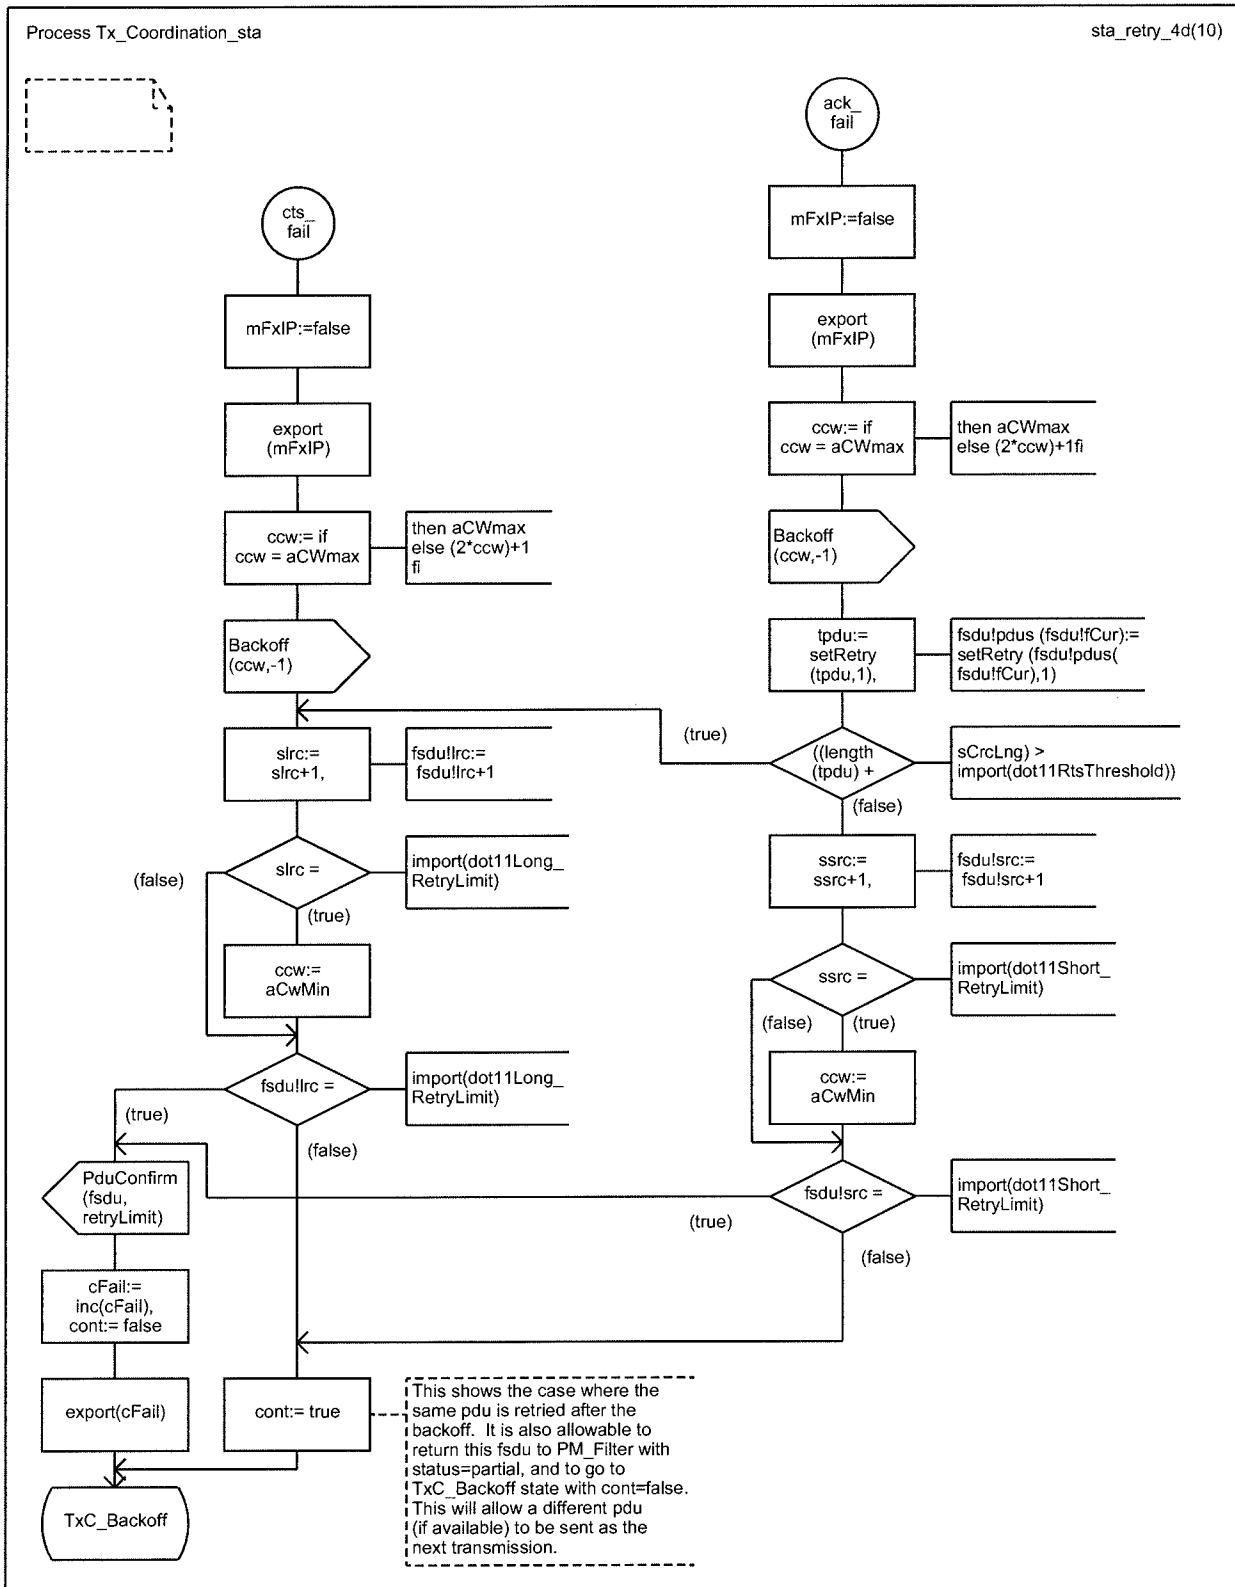 Process Tx_Coordination_sta
sta_retry_4d(10)
cts_
fail
mFxIP:=false
export
(mFxIP)
ccw:= if
ccw = aCWmax
then aCWmax
else (2*ccw)+1
fi
Backoff
(ccw,-1)
slrc:=
slrc+1,
fsdu!lrc:=
fsdu!lrc+1
slrc =
import(dot11Long_
RetryLimit)
(false)
(true)
ccw:=
aCwMin
fsdu!lrc =
import(dot11Long_
RetryLimit)
(true)
(false)
PduConfirm
(fsdu,
retryLimit)
cFail:=
inc(cFail),
cont:= false
export(cFail)
cont:= true
This shows the case where the
same pdu is retried after the
backoff.  It is also allowable to
return this fsdu to PM_Filter with
status=partial, and to go to
TxC_Backoff state with cont=false.
This will allow a different pdu
(if available) to be sent as the
next transmission.
TxC_Backoff
ack_
fail
mFxIP:=false
export
(mFxIP)
ccw:= if
ccw = aCWmax
then aCWmax
else (2*ccw)+1fi
Backoff
(ccw,-1)
tpdu:=
setRetry
(tpdu,1),
fsdu!pdus (fsdu!fCur):=
setRetry (fsdu!pdus(
fsdu!fCur),1)
(true)
((length
(tpdu) +
sCrcLng) >
import(dot11RtsThreshold))
(false)
ssrc:=
ssrc+1,
fsdu!src:=
fsdu!src+1
ssrc =
import(dot11Short_
RetryLimit)
(false)
(true)
ccw:=
aCwMin
fsdu!src =
import(dot11Short_
RetryLimit)
(true)
(false)